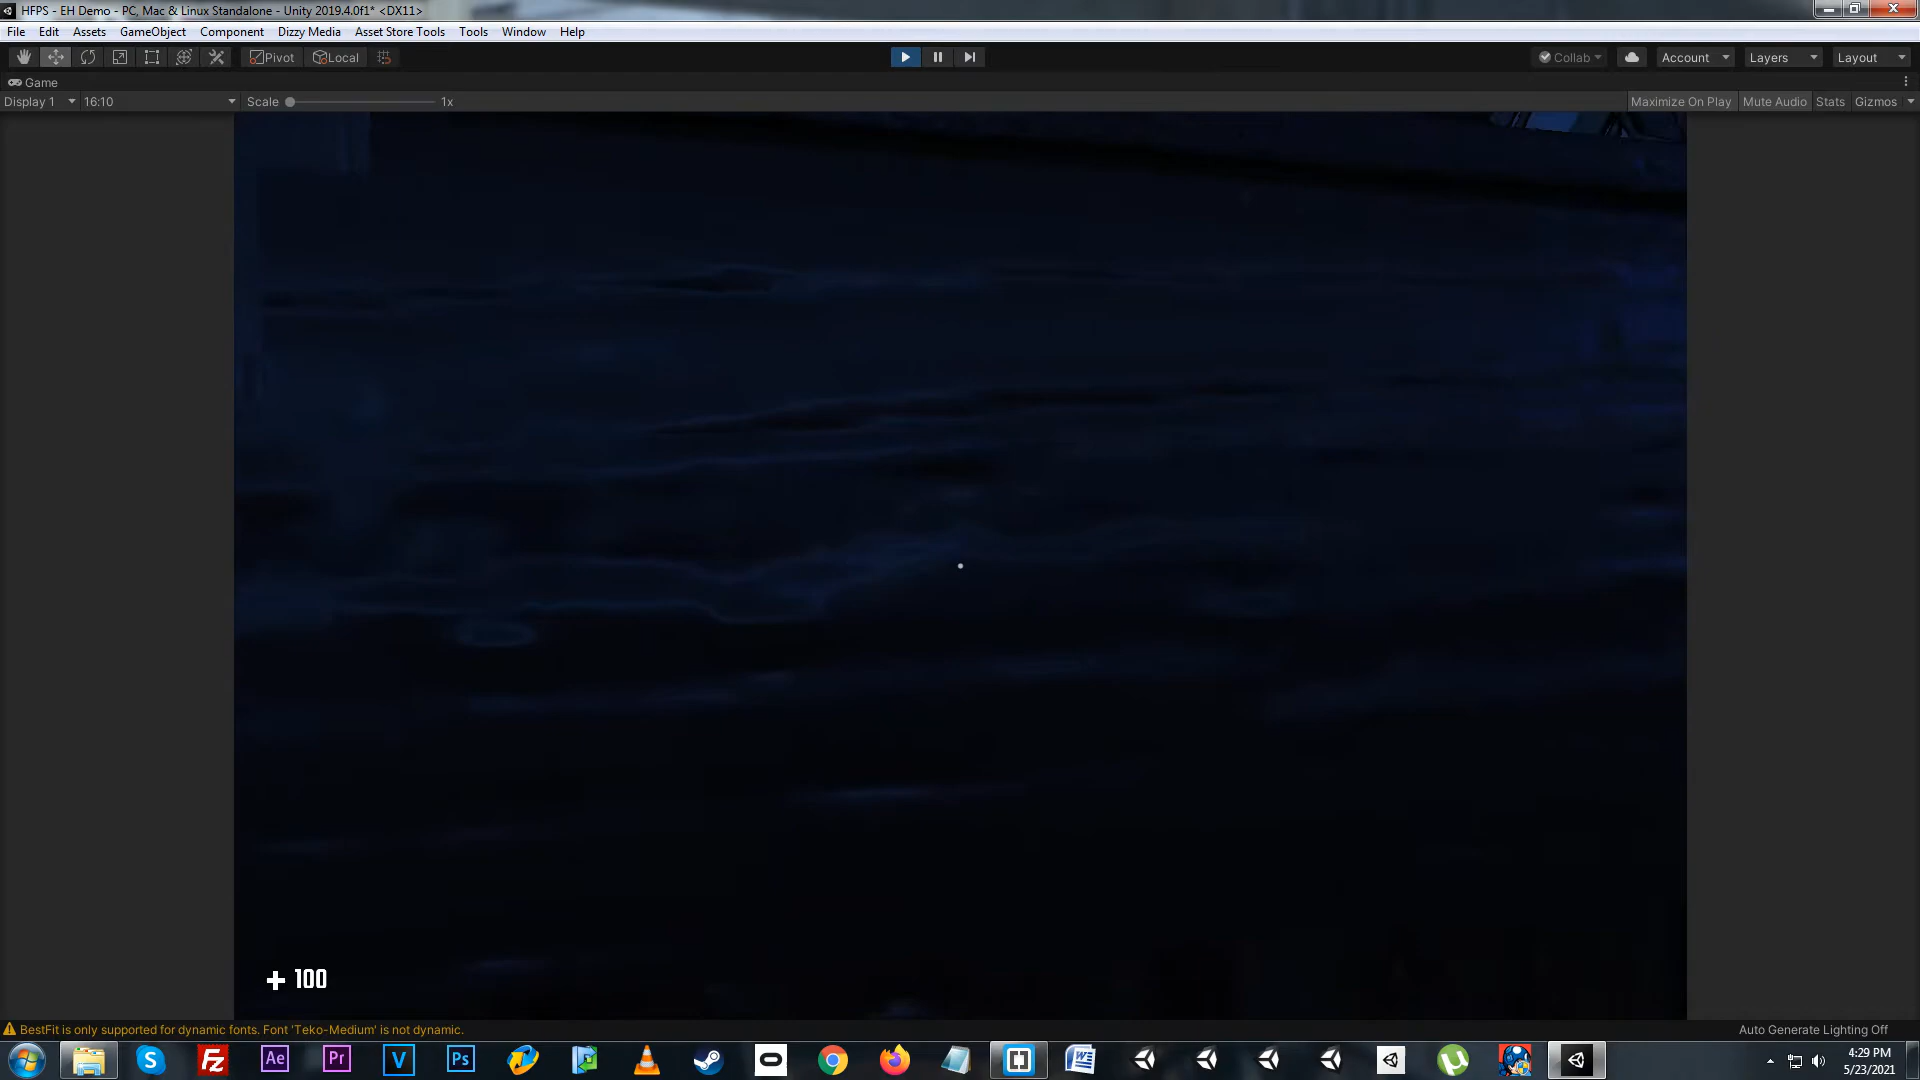 HFPS - EH Demo - PC, Mac & Linux Standalone - Unity 2019.4.0f1* <DX11>
File Edit Assets GameObject Component Dizzy Media Asset Store Tools Tools Window Help
Pivot Local Collab Account Layers Layout
Game
Display 1 16:10 Scale 1x Maximize On Play Mute Audio Stats Gizmos
+ 100
BestFit is only supported for dynamic fonts. Font 'Teko-Medium' is not dynamic. Auto Generate Lighting Off
Ae Pr V Ps
4:29 PM
5/23/2021